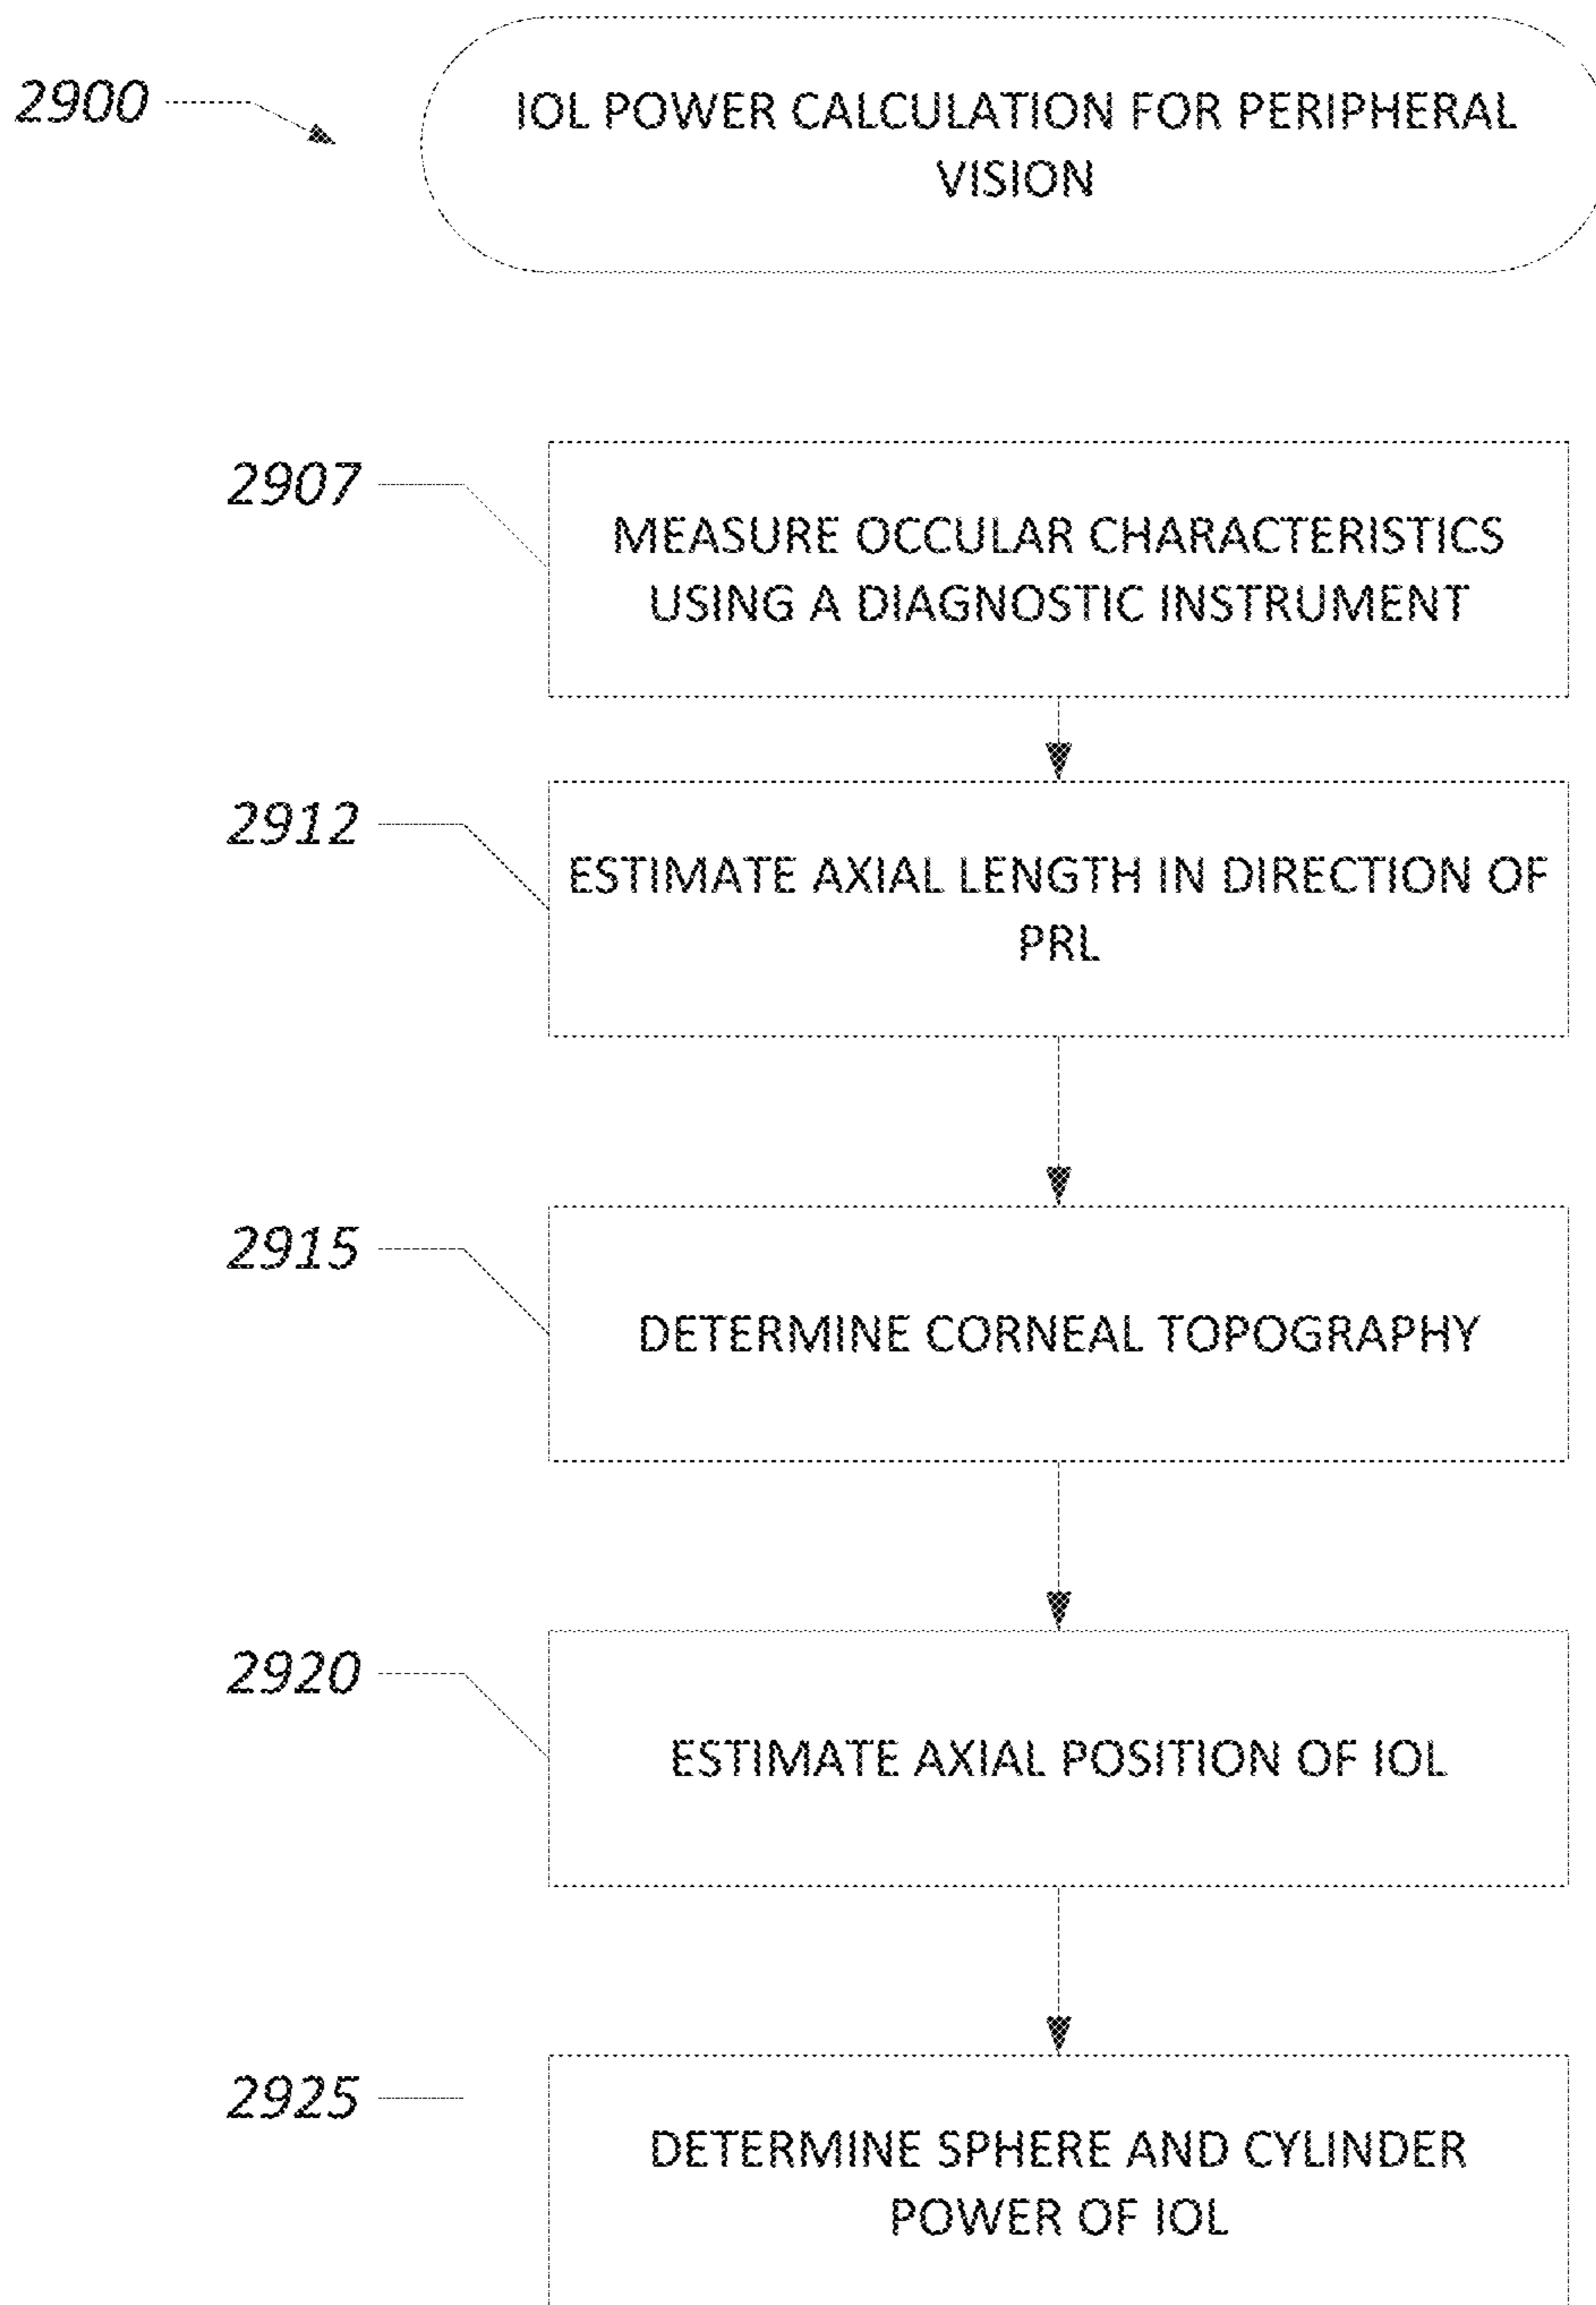 2900
IOL POWER CALCULATION FOR PERIPHERAL
VISION
2907
MEASURE OCCULAR CHARACTERISTICS
USING A DIAGNOSTIC INSTRUMENT
2912
ESTIMATE AXIAL LENGTH IN DIRECTION OF
PRL
2915
DETERMINE CORNEAL TOPOGRAPHY
2920
ESTIMATE AXIAL POSITION OF IOL
2925
DETERMINE SPHERE AND CYLINDER
POWER OF IOL